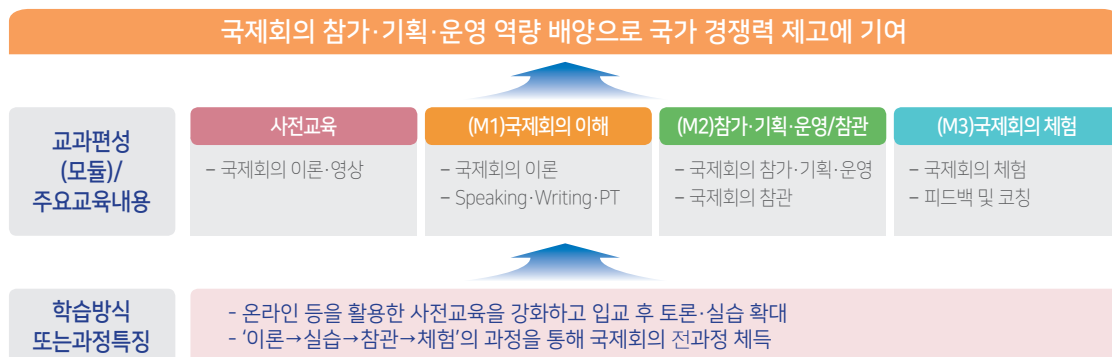 국제회의 참가·기획·운영 역량 배양으로 국가 경쟁력 제고에 기여
교과편성
(모듈)/
주요교육내용
사전교육
– 국제회의 이론·영상
(M1)국제회의 이해
– 국제회의 이론
– Speaking·Writing·PT
(M2)참가·기획·운영/참관
– 국제회의 참가·기획·운영
– 국제회의 참관
(M3)국제회의 체험
– 국제회의 체험
– 피드백 및 코칭
학습방식
또는과정특징
- 온라인 등을 활용한 사전교육을 강화하고 입교 후 토론·실습 확대
- ‘이론→실습→참관→체험’의 과정을 통해 국제회의 전과정 체득